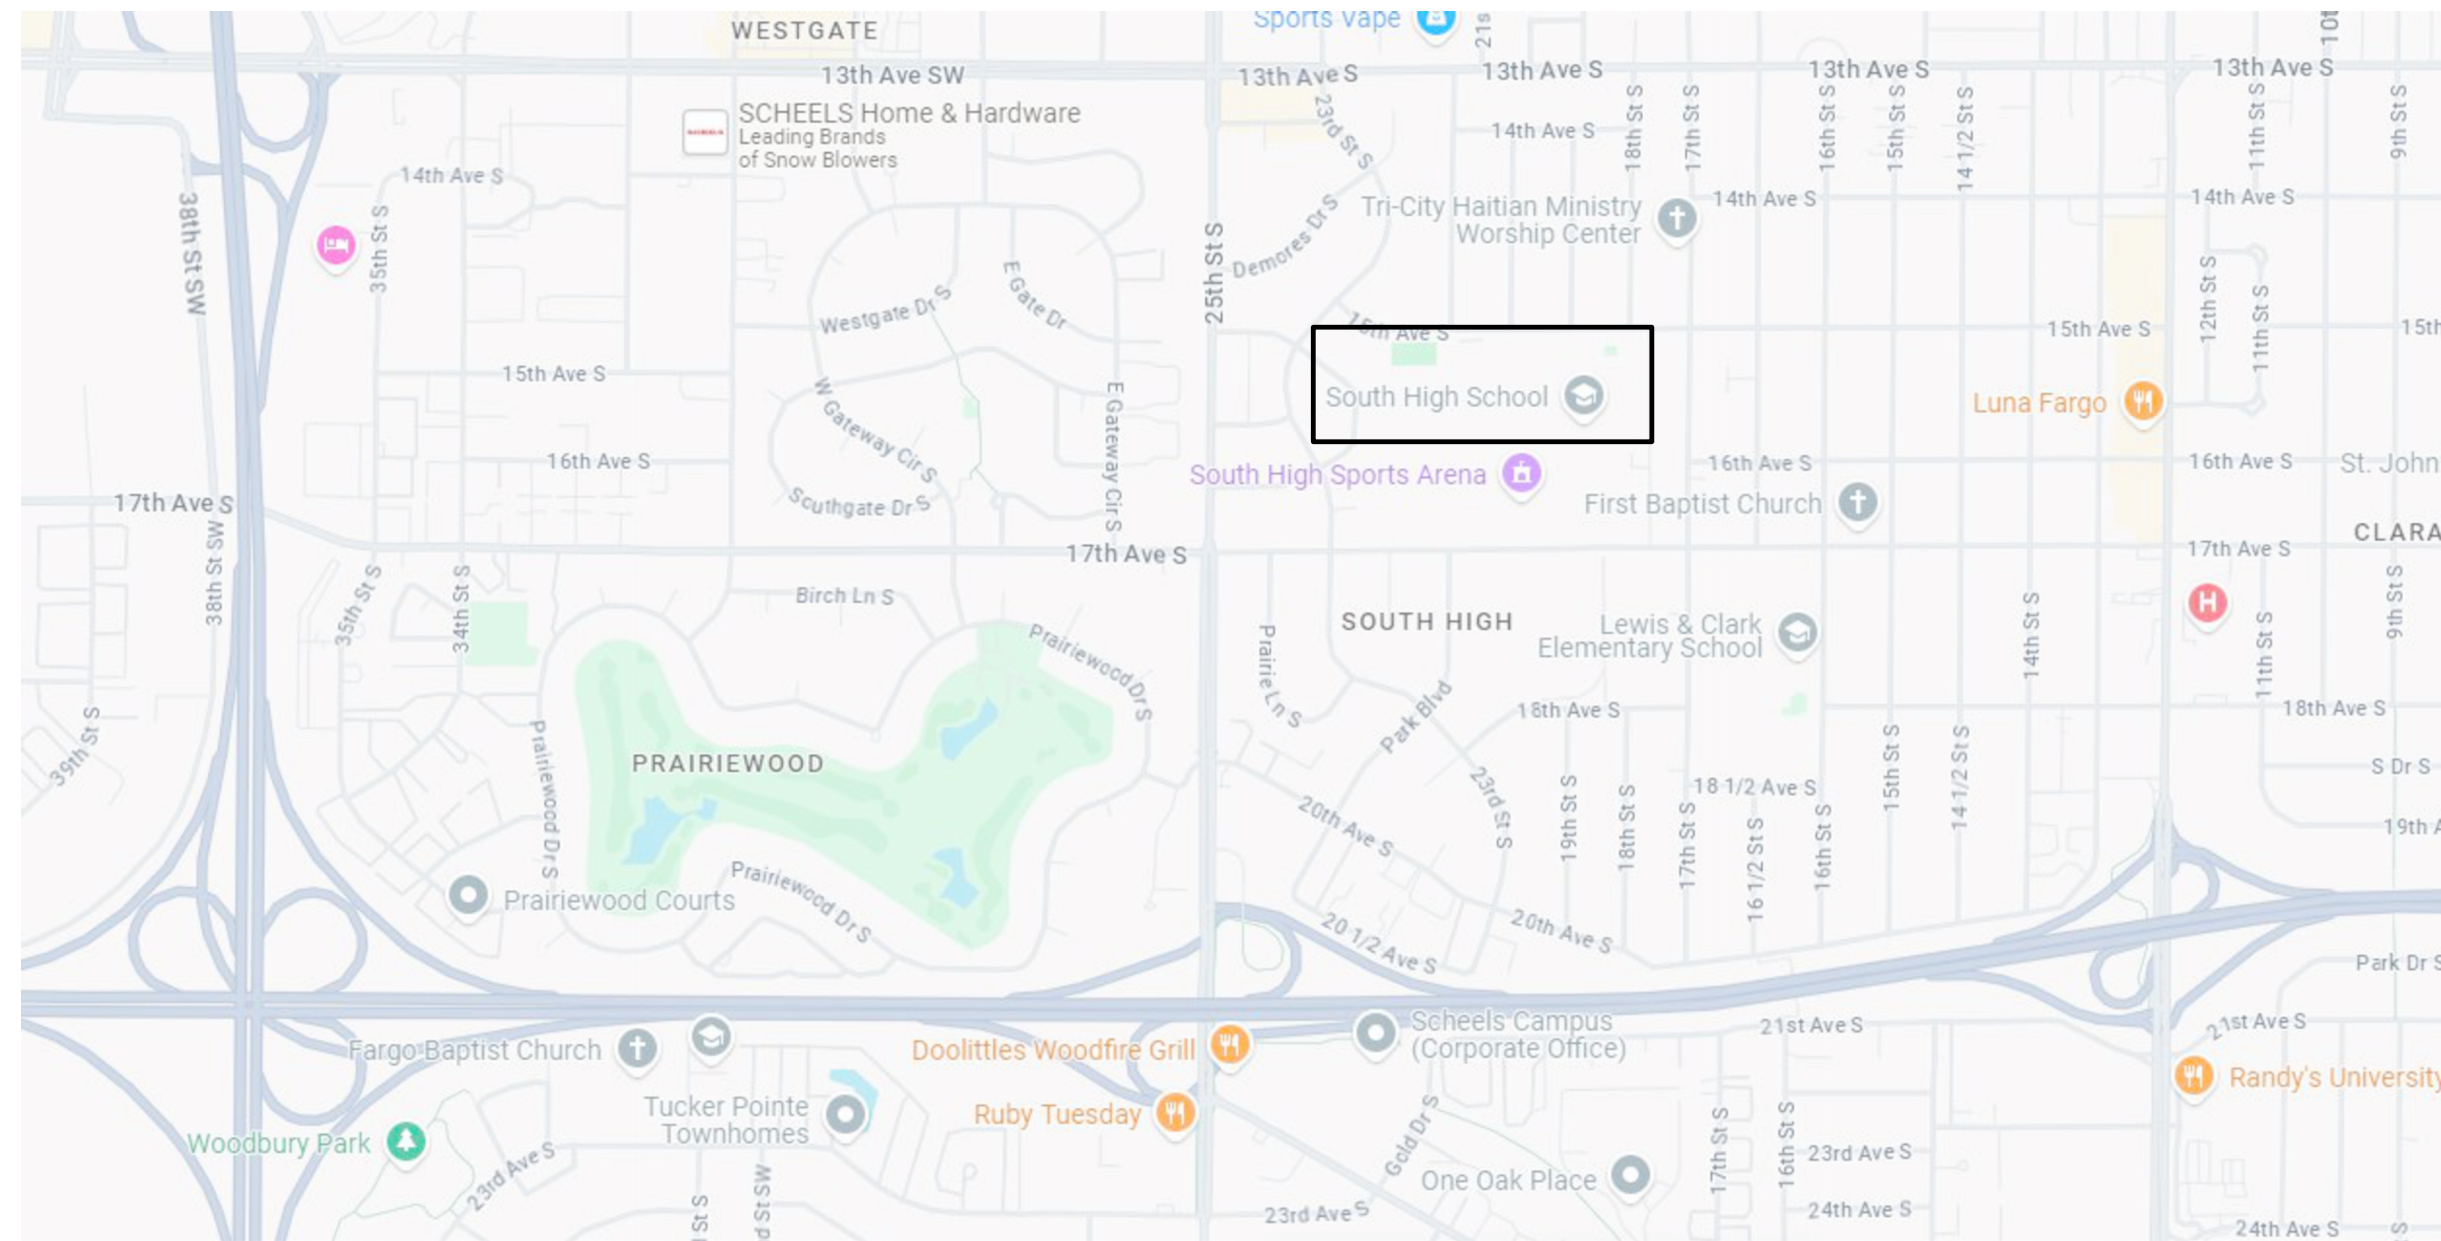 WESTGATE
Sports Vape
21s
10t
13th Ave SW
13th Ave S
13th Ave S
13th Ave S
13th Ave S
SCHEELS Home & Hardware
Leading Brands
of Snow Blowers
23rd St S
14th Ave S
18th St S
17th St S
16th St S
15th St S
14 1/2 St S
11th St S
9th St S
14th Ave S
38th St SW
35th St S
Tri-City Haitian Ministry
Worship Center
14th Ave S
14th Ave S
Demores Dr S
25th St S
E Gate Dr
Westgate Dr S
12th St S
11th St S
15th Ave S
15th Ave S
15th
15th Ave S
South High School
Luna Fargo
W Gateway Cir S
E Gateway Cir S
16th Ave S
South High Sports Arena
16th Ave S
16th Ave S
St. John
Southgate Dr S
17th Ave S
First Baptist Church
CLARA
38th St SW
17th Ave S
17th Ave S
35th St S
34th St S
Birch Ln S
Prairiewood Dr S
Prairie Ln S
SOUTH HIGH
Lewis & Clark
Elementary School
14th St S
H
11th St S
9th St S
39th St S
Park Blvd
18th Ave S
18th Ave S
Prairiewood Dr S
PRAIRIEWOOD
S Dr S
23rd St S
20th Ave S
19th St S
18th St S
17th St S
18 1/2 Ave S
16 1/2 St S
16th St S
15th St S
14 1/2 St S
19th A
Prairiewood Courts
Prairiewood Dr S
20 1/2 Ave S
20th Ave S
Park Dr S
Fargo Baptist Church
Doolittles Woodfire Grill
Scheels Campus
(Corporate Office)
21st Ave S
21st Ave S
Randy's University
Tucker Pointe
Townhomes
Ruby Tuesday
Woodbury Park
23rd Ave S
Gold Dr S
17th St S
16th St S
23rd Ave S
One Oak Place
St S
d St SW
23rd Ave S
24th Ave S
24th Ave S
S